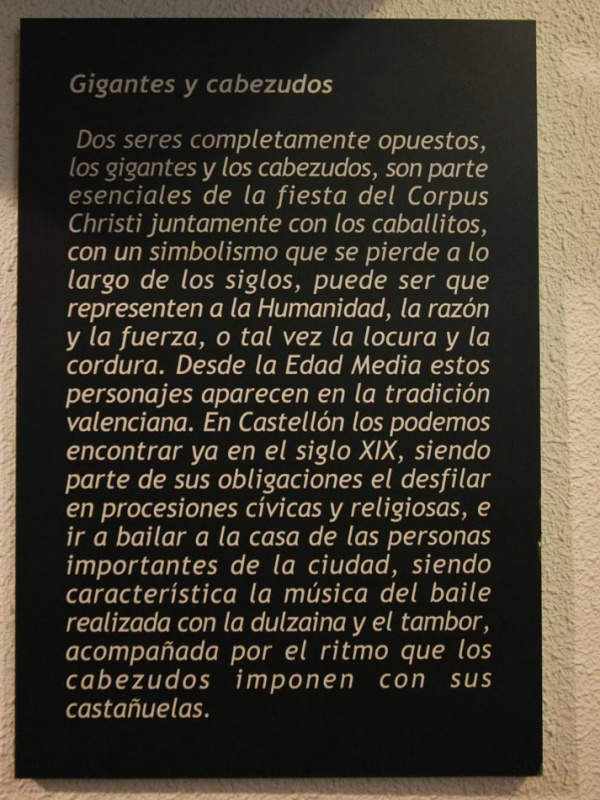 Gigantes y cabezudos
Dos seres completamente opuestos,
los gigantes y los cabezudos, son parte
esenciales de la fiesta del Corpus
Christi juntamente con los caballitos,
con un simbolismo que se pierde a lo
largo de los siglos, puede ser que
representen a la Humanidad, la razón
y la fuerza, o tal vez la locura y la
cordura. Desde la Edad Media estos
personajes aparecen en la tradición
valenciana. En Castellón los podemos
encontrar ya en el siglo XIX, siendo
parte de sus obligaciones el desfilar
en procesiones cívicas y religiosas, e
ir a bailar a la casa de las personas
importantes de la ciudad, siendo
característica la música del baile
realizada con la dulzaina y el tambor,
acompañada por el ritmo que los
cabezudos imponen con sus
castañuelas.